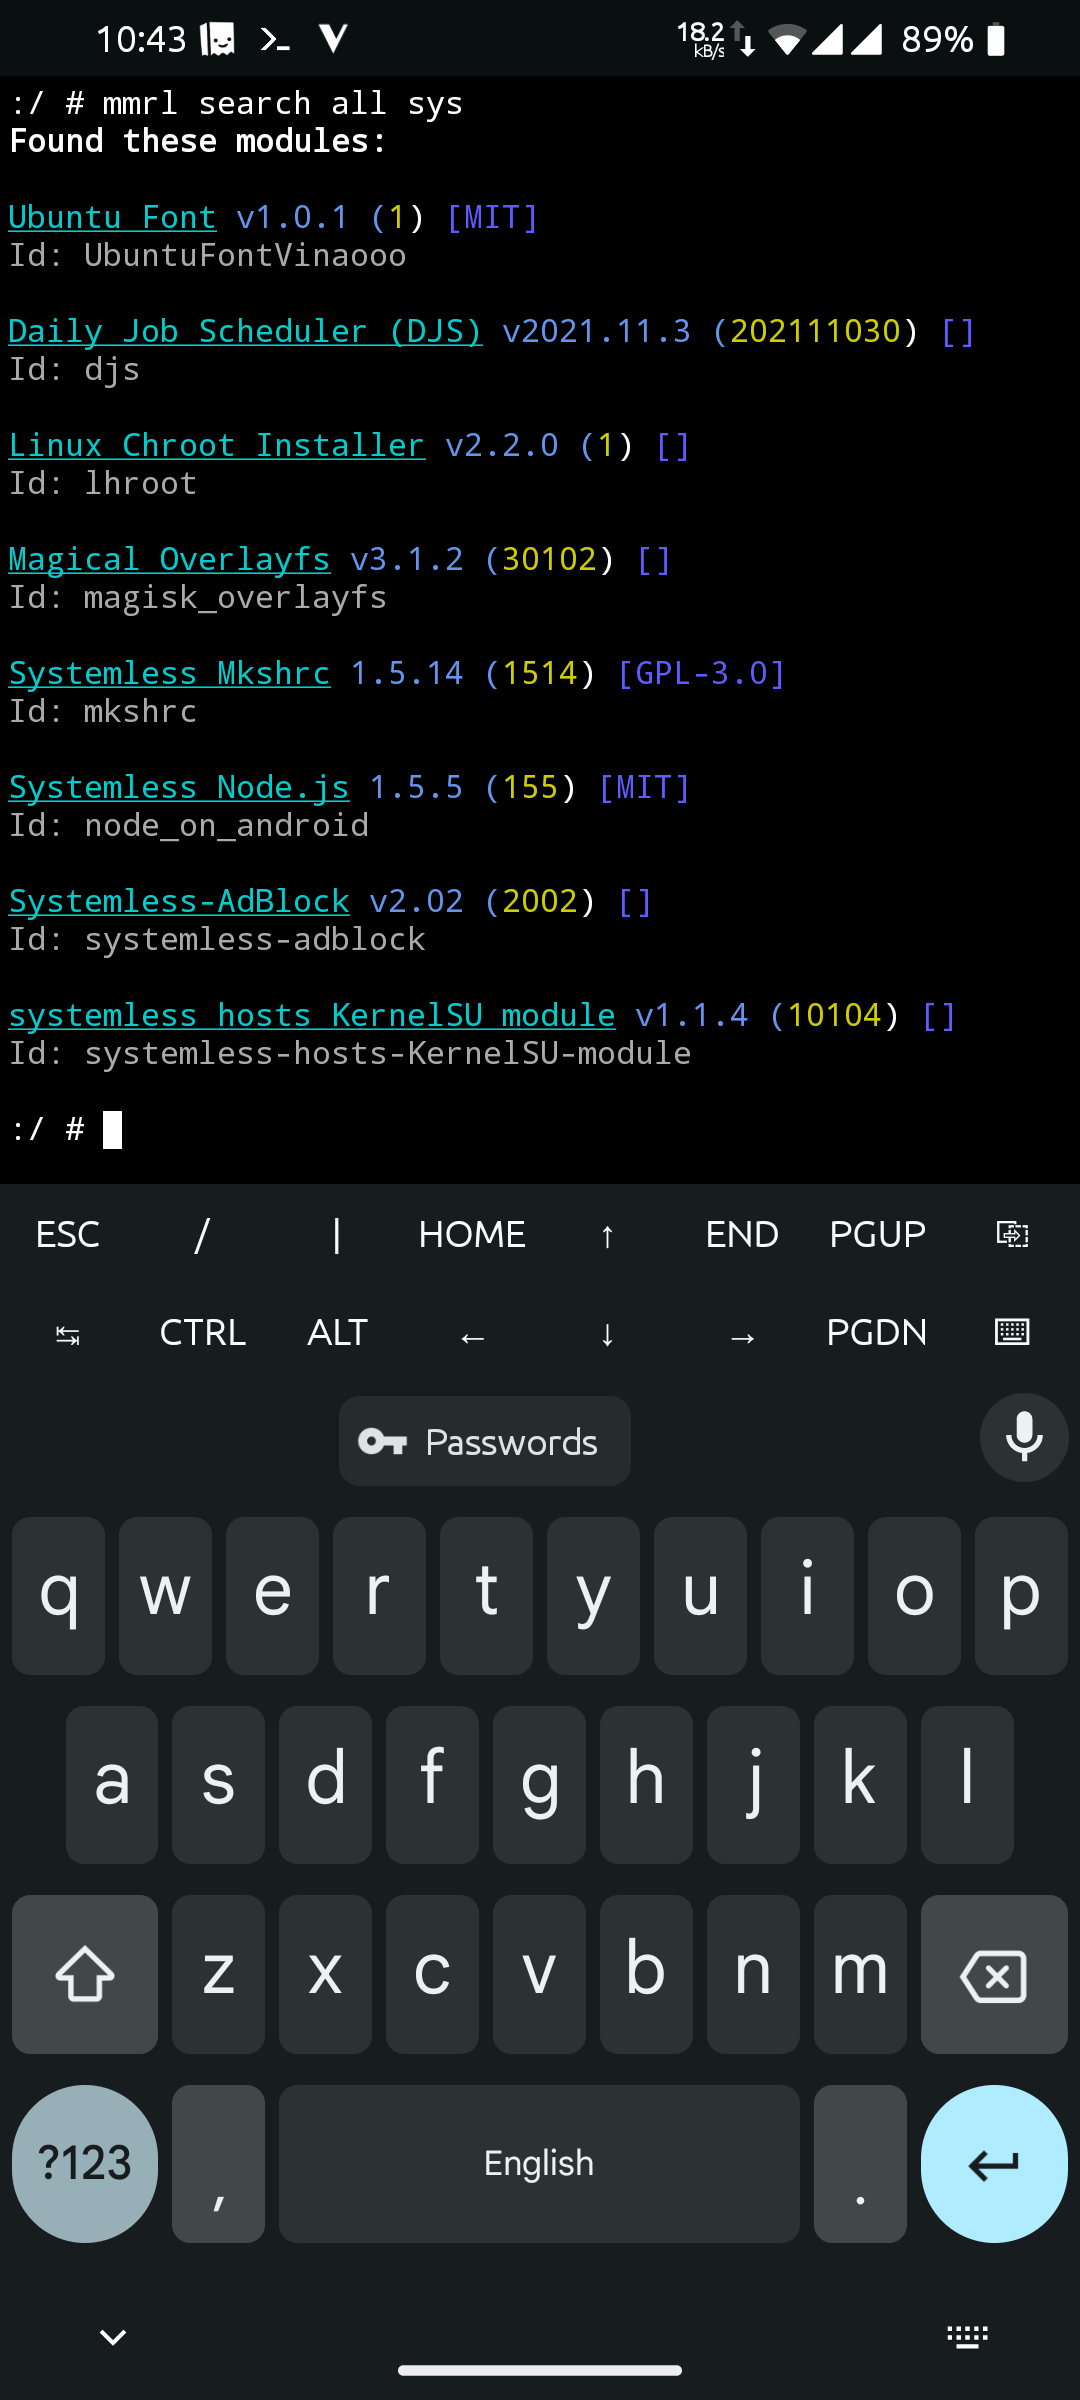 10:43 18.2 kB/s 89%
:/ # mmrl search all sys
Found these modules:
Ubuntu Font v1.0.1 (1) [MIT]
Id: UbuntuFontVinaooo
Daily Job Scheduler (DJS) v2021.11.3 (202111030) []
Id: djs
Linux Chroot Installer v2.2.0 (1) []
Id: lhroot
Magical Overlayfs v3.1.2 (30102) []
Id: magisk_overlayfs
Systemless Mkshrc 1.5.14 (1514) [GPL-3.0]
Id: mkshrc
Systemless Node.js 1.5.5 (155) [MIT]
Id: node_on_android
Systemless-AdBlock v2.02 (2002) []
Id: systemless-adblock
systemless hosts KernelSU module v1.1.4 (10104) []
Id: systemless-hosts-KernelSU-module
:/ #
ESC / | HOME ↑ END PGUP
↹ CTRL ALT ← ↓ → PGDN
Passwords
q w e r t y u i o p
a s d f g h j k l
z x c v b n m
?123 , English .